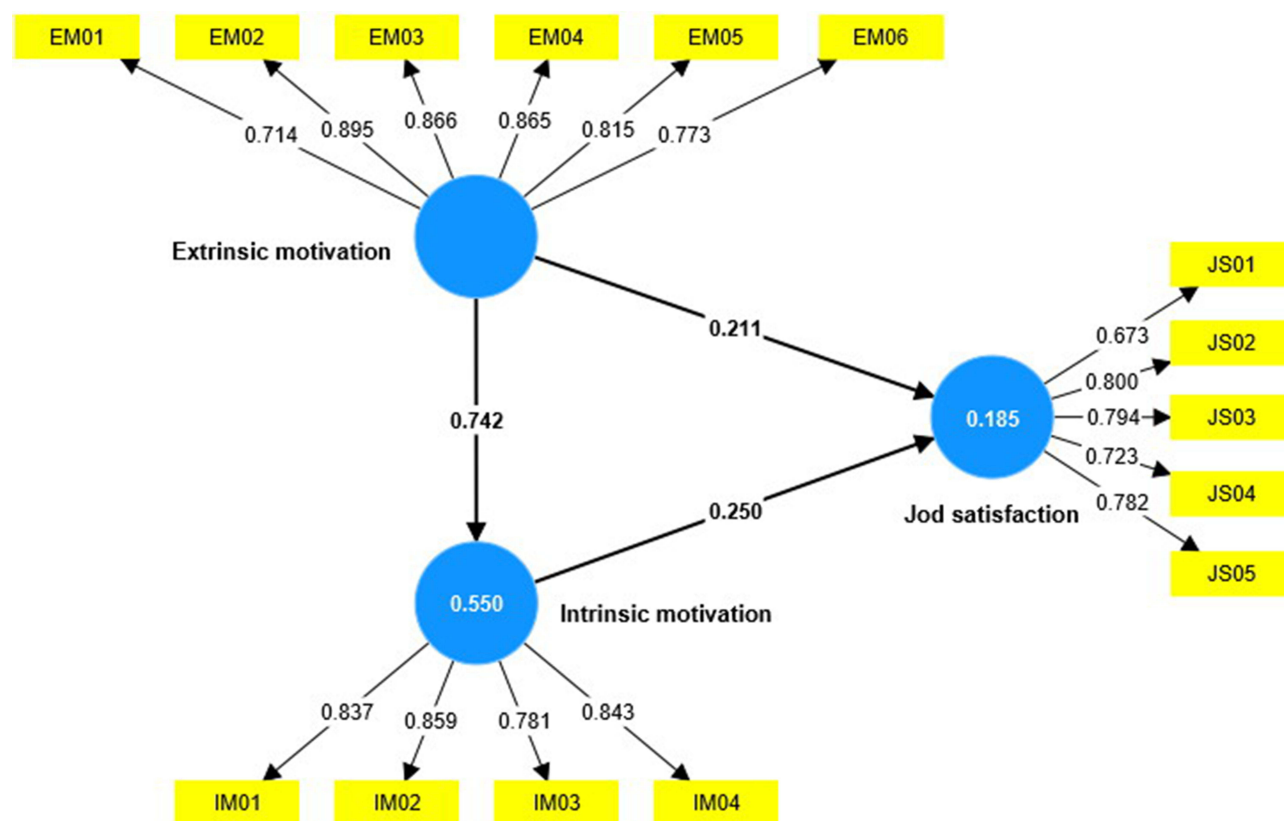 EM01 EM02 EM03 EM04 EM05 EM06
0.714 0.895 0.866 0.865 0.815 0.773
Extrinsic motivation
JS01
0.673
JS02
0.211
0.800
0.742
0.185
0.794
JS03
0.723
JS04
0.250
Jod satisfaction
0.782
JS05
0.550
Intrinsic motivation
0.837 0.859 0.781 0.843
IM01 IM02 IM03 IM04